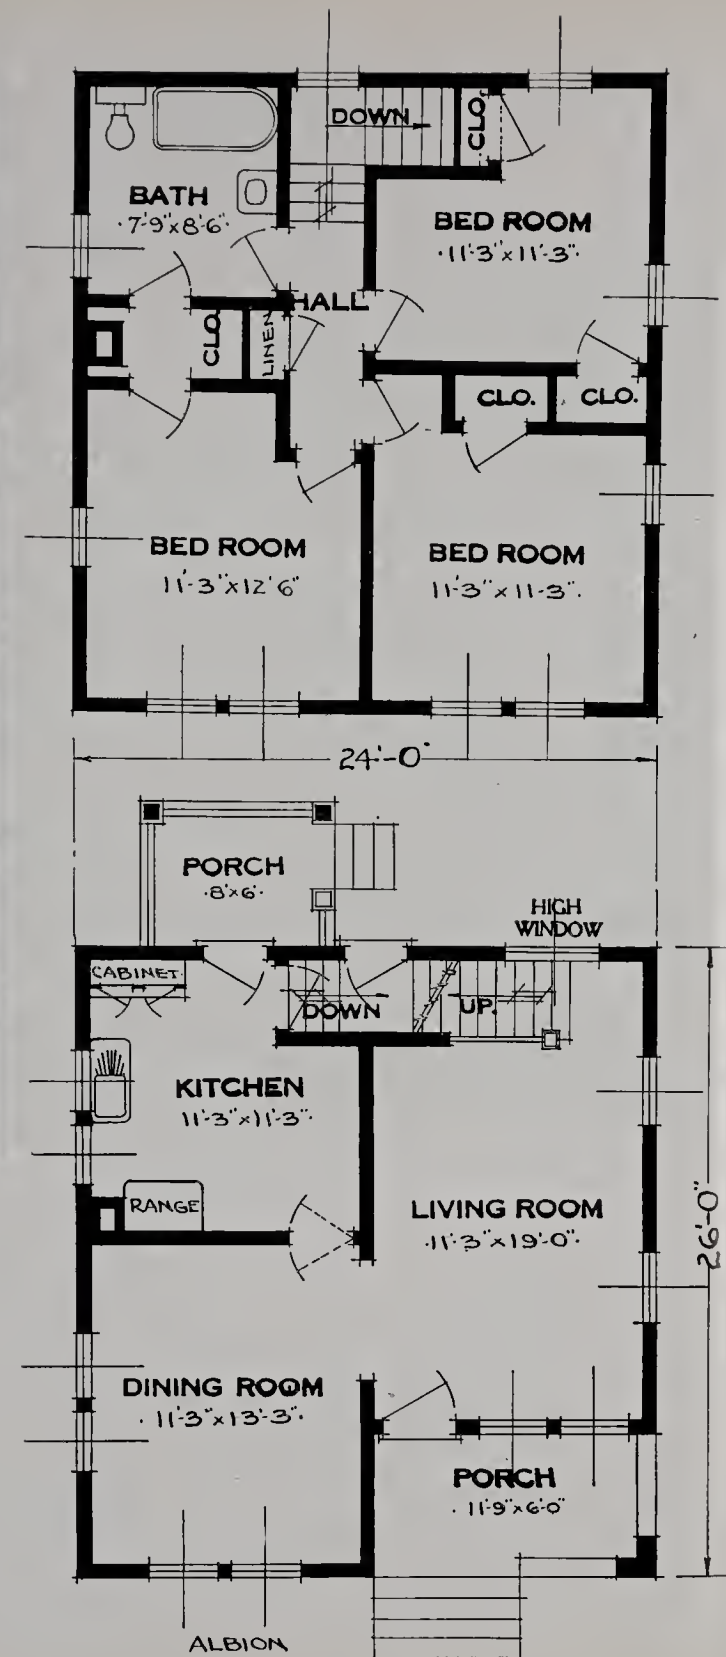 DOWN
CLO.
BATH
7'-9"x8'-6"
BED ROOM
11'-3"x11'-3"
HALL
CLO.
LINEN
CLO.
CLO.
BED ROOM
11'-3"x12'6"
BED ROOM
11'-3"x11-3"
24'-0"
PORCH
8'x6'
HIGH
WINDOW
CABINET
DOWN
UP.
KITCHEN
11'-3"x11'-3"
RANGE
LIVING ROOM
11'-3"x19'-0"
26'-0"
DINING ROOM
11'-3"x13'-3"
PORCH
11'-9"x6'-0"
ALBION